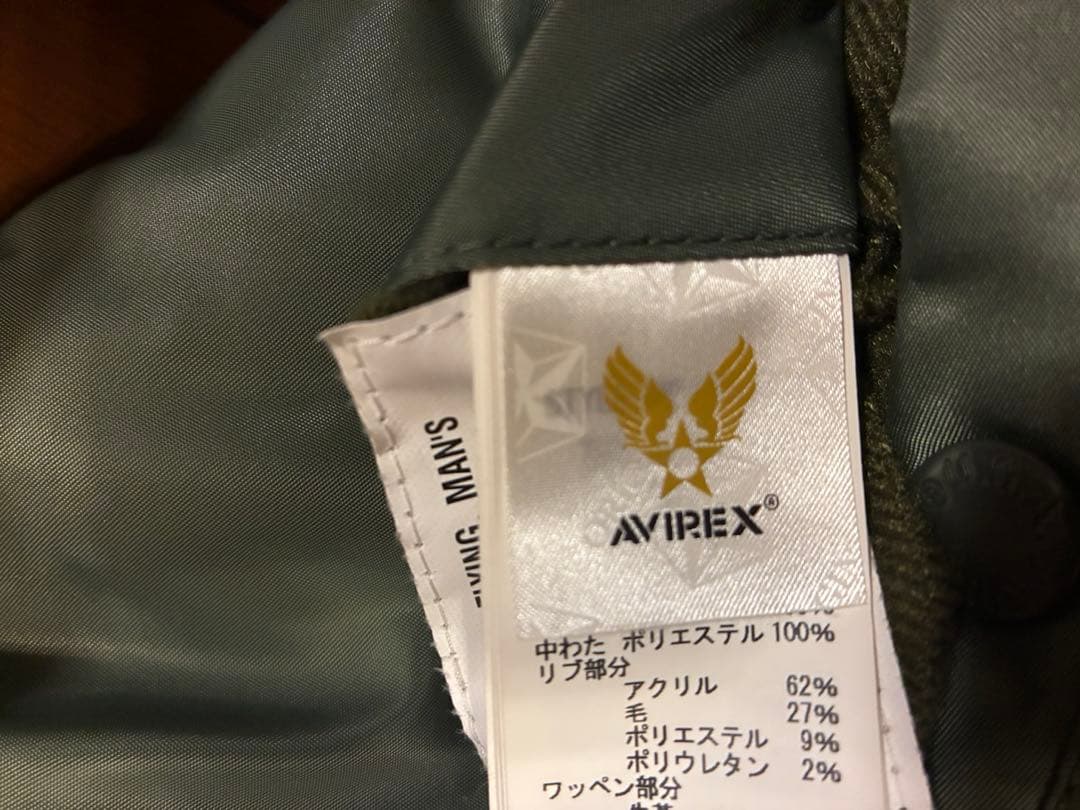 FLYING MAN'S
AVIREX®
中わた ポリエステル 100%
リブ部分
アクリル 62%
毛 27%
ポリエステル 9%
ポリウレタン 2%
ワッペン部分